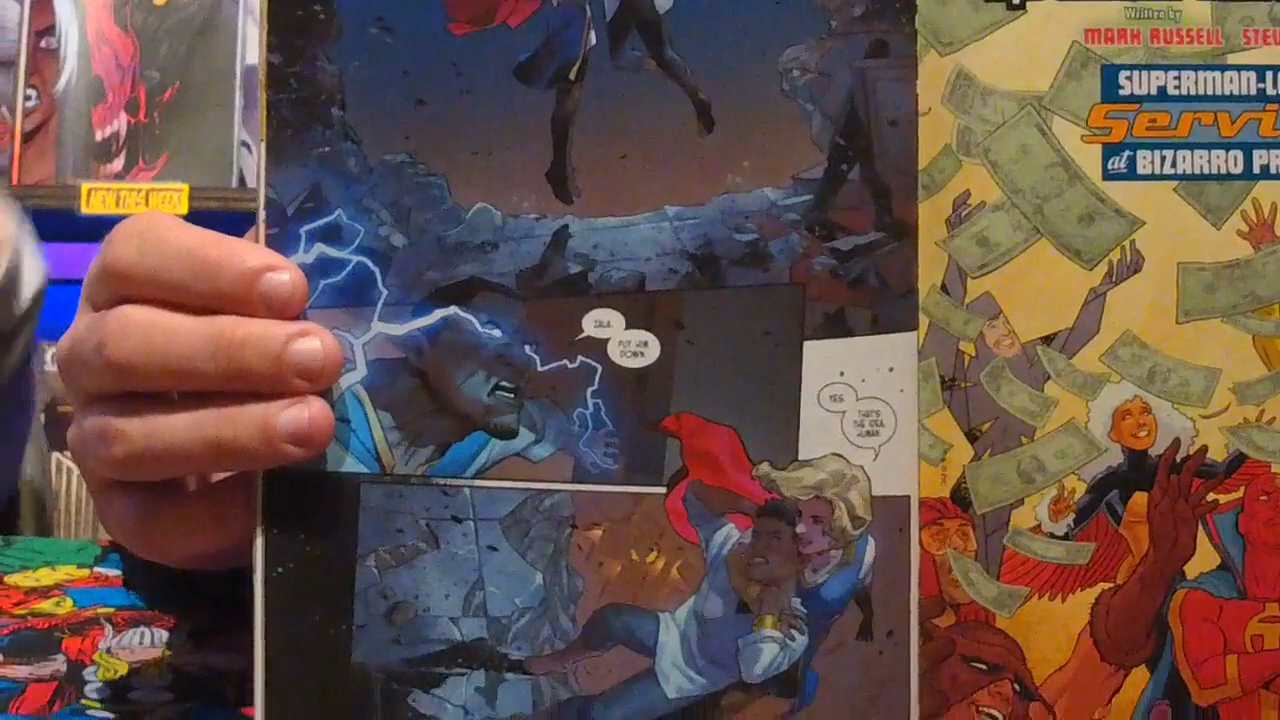 NEW THIS WEEK!
ZALA.
PUT HIM
DOWN.
YES.
THAT'S
THE IDEA,
HUMAN.
Written by
MARK RUSSELL
SUPERMAN-L
Servi
at BIZARRO PR